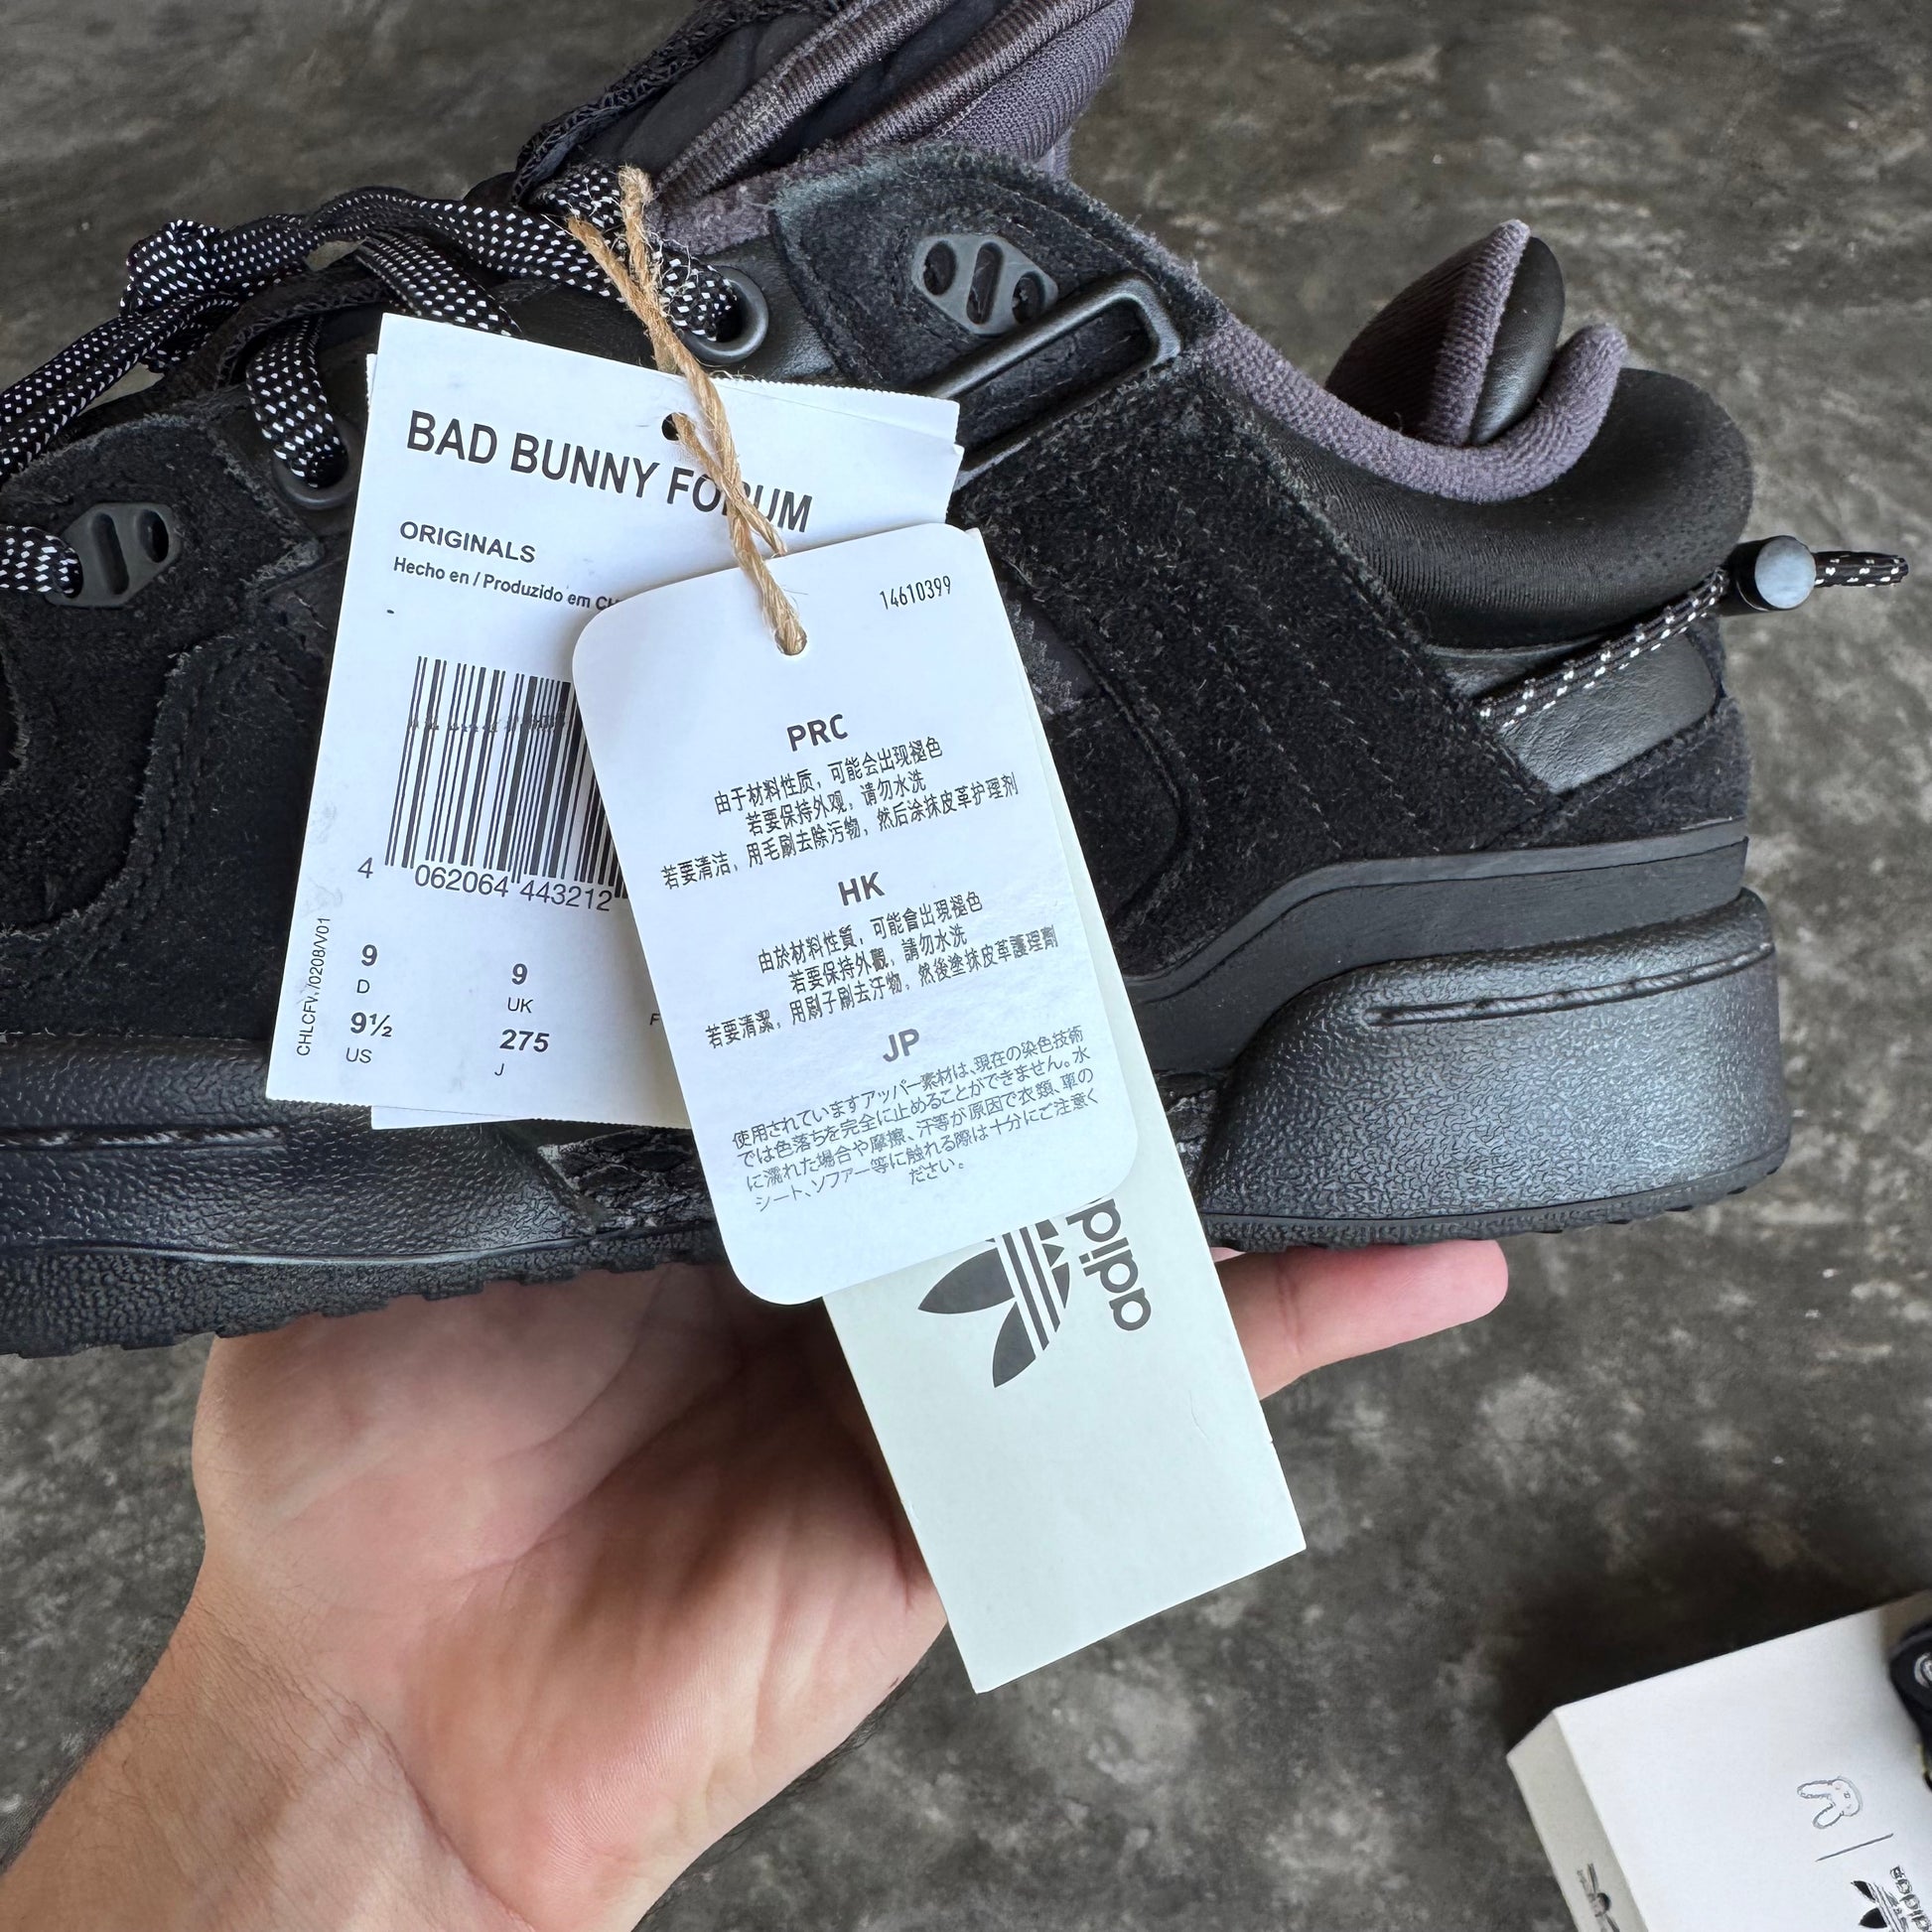 BAD BUNNY FORUM
ORIGINALS
Hecho en / Produzido em
4 062064 443212
CHLCFV./0208/V01
9
D
9
UK
9½
US
275
J
F
14610399
PRC
由于材料性质，可能会出现褪色
若要保持外观，请勿水洗
若要清洁，用毛刷去除污物，然后涂抹皮革护理剂
HK
由於材料性質，可能會出現褪色
若要保持外觀，請勿水洗
若要清潔，用刷子刷去汙物，然後塗抹皮革護理劑
JP
使用されていますアッパー素材は、現在の染色技術
では色落ちを完全に止めることができません。水
に濡れた場合や摩擦、汗等が原因で衣類、車の
シート、ソファー等に触れる際は十分にご注意く
ださい。
adidas
adidas